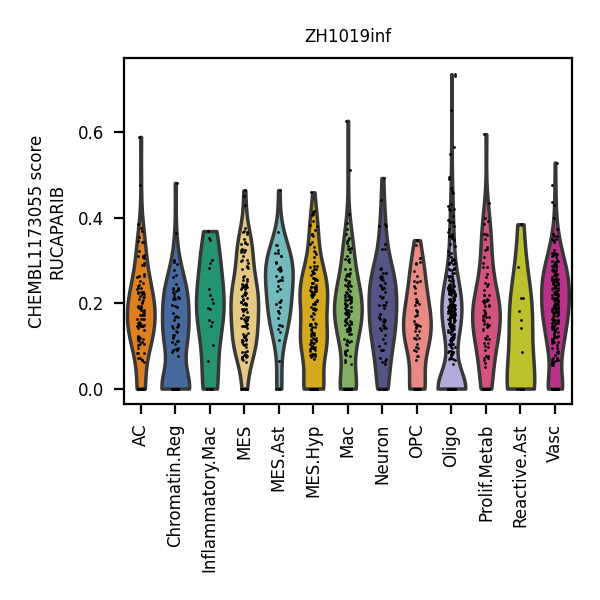 ZH1019inf
CHEMBL1173055 score
RUCAPARIB
0.6
0.4
0.2
0.0
AC
Chromatin.Reg
Inflammatory.Mac
MES
MES.Ast
MES.Hyp
Mac
Neuron
OPC
Oligo
Prolif.Metab
Reactive.Ast
Vasc